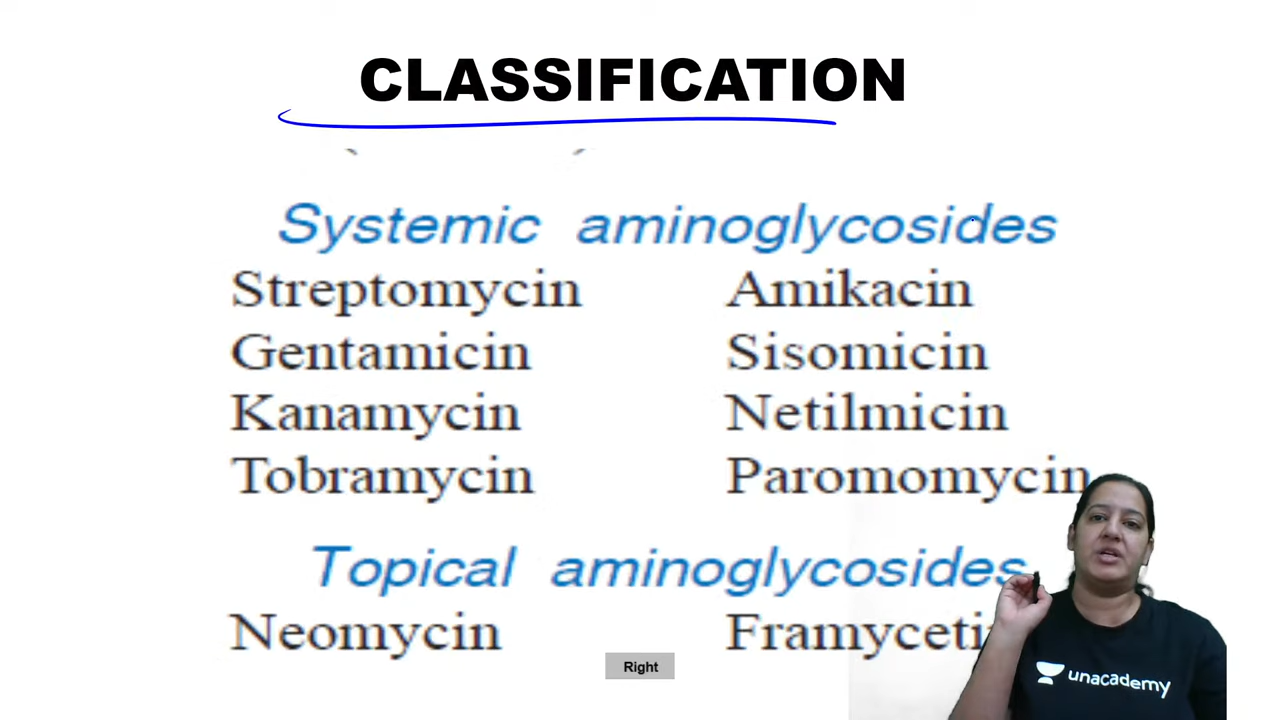 CLASSIFICATION
Systemic aminoglycosides
Streptomycin Amikacin
Gentamicin Sisomicin
Kanamycin Netilmicin
Tobramycin Paromomycin
Topical aminoglycosides
Neomycin
Right
unacademy